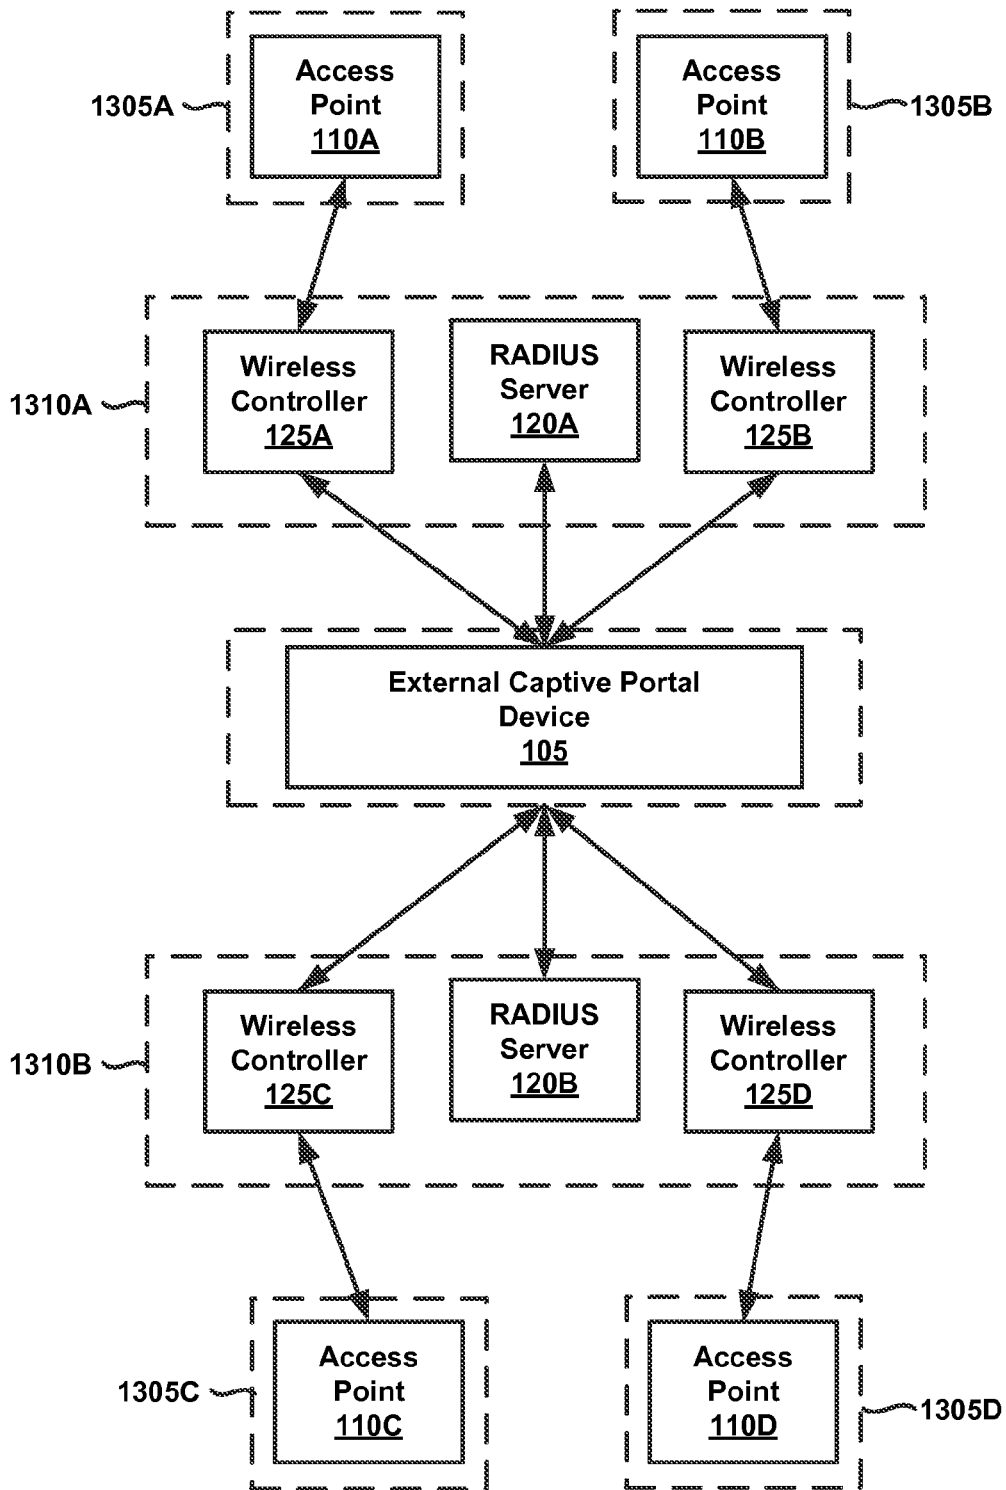 Access
Point
110A
1305A
Access
Point
110B
1305B
Wireless
Controller
125A
RADIUS
Server
120A
Wireless
Controller
125B
1310A
External Captive Portal
Device
105
Wireless
Controller
125C
RADIUS
Server
120B
Wireless
Controller
125D
1310B
Access
Point
110C
1305C
Access
Point
110D
1305D